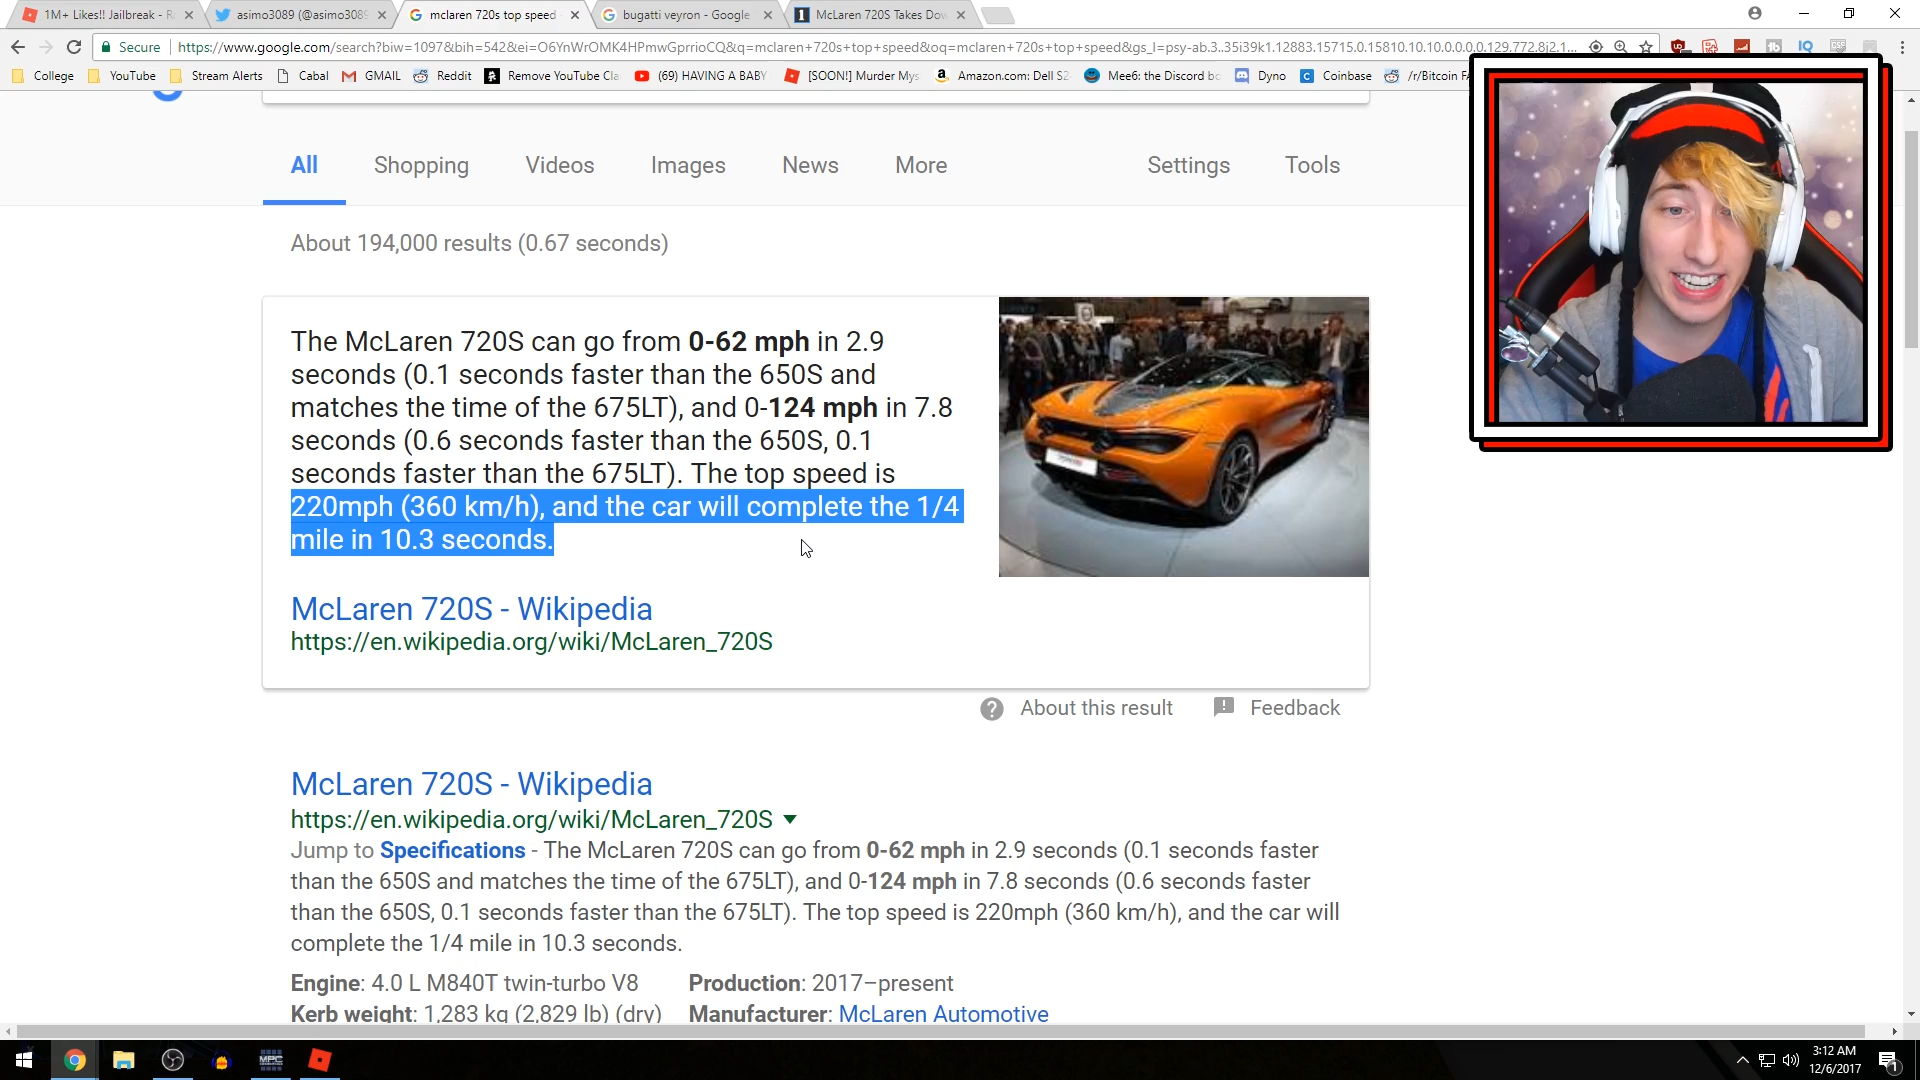 1M+ Likes!! Jailbreak - R
asimo3089 (@asimo3089
mclaren 720s top speed
bugatti veyron - Google
McLaren 720S Takes Dow
Secure
https://www.google.com/search?biw=1097&bih=542&ei=O6YnWrOMK4HPmwGprrioCQ&q=mclaren+720s+top+speed&oq=mclaren+720s+top+speed&gs_l=psy-ab.3..35i39k1.12883.15715.0.15810.10.10.0.0.0.0.129.772.8j2.1...
College
YouTube
Stream Alerts
Cabal
GMAIL
Reddit
Remove YouTube Cla
(69) HAVING A BABY
[SOON!] Murder Mys
Amazon.com: Dell S2
Mee6: the Discord bo
Dyno
Coinbase
/r/Bitcoin FA
All
Shopping
Videos
Images
News
More
Settings
Tools
About 194,000 results (0.67 seconds)
The McLaren 720S can go from 0-62 mph in 2.9
seconds (0.1 seconds faster than the 650S and
matches the time of the 675LT), and 0-124 mph in 7.8
seconds (0.6 seconds faster than the 650S, 0.1
seconds faster than the 675LT). The top speed is
220mph (360 km/h), and the car will complete the 1/4
mile in 10.3 seconds.
McLaren 720S - Wikipedia
https://en.wikipedia.org/wiki/McLaren_720S
About this result
Feedback
McLaren 720S - Wikipedia
https://en.wikipedia.org/wiki/McLaren_720S
Jump to Specifications - The McLaren 720S can go from 0-62 mph in 2.9 seconds (0.1 seconds faster
than the 650S and matches the time of the 675LT), and 0-124 mph in 7.8 seconds (0.6 seconds faster
than the 650S, 0.1 seconds faster than the 675LT). The top speed is 220mph (360 km/h), and the car will
complete the 1/4 mile in 10.3 seconds.
Engine: 4.0 L M840T twin-turbo V8
Production: 2017–present
Kerb weight: 1,283 kg (2,829 lb) (dry)
Manufacturer: McLaren Automotive
MPC
3:12 AM
12/6/2017
1